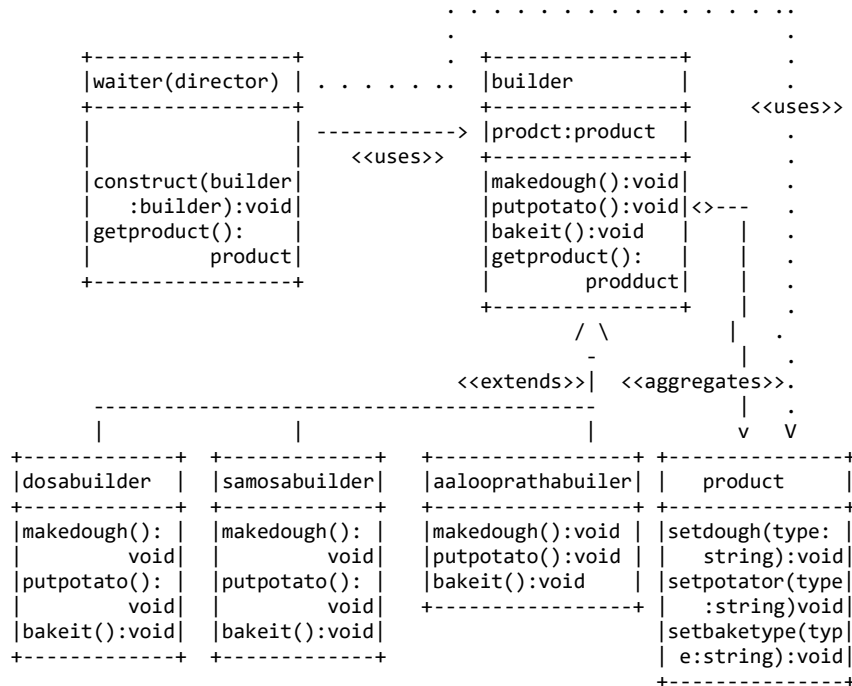 waiter(director)
builder
<<uses>>
prodct:product
<<uses>>
construct(builder
:builder):void
getproduct():
product
makedough():void
putpotato():void
bakeit():void
getproduct():
prodduct
<<extends>>
<<aggregates>>
dosabuilder
samosabuilder
aalooprathabuiler
product
makedough():
void
putpotato():
void
bakeit():void
makedough():
void
putpotato():
void
bakeit():void
makedough():void
putpotato():void
bakeit():void
setdough(type:
string):void
setpotator(type
:string)void
setbaketype(typ
e:string):void